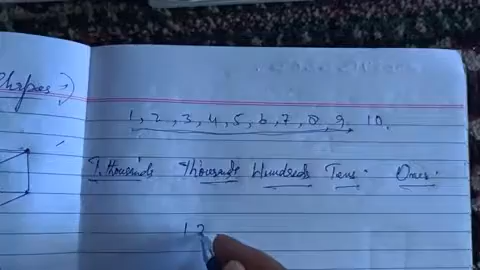 Shapes :-)
1, 2, 3, 4, 5, 6, 7, 8, 9, 10.
T. thousands Thousands Hundreds Tens. Ones.
12